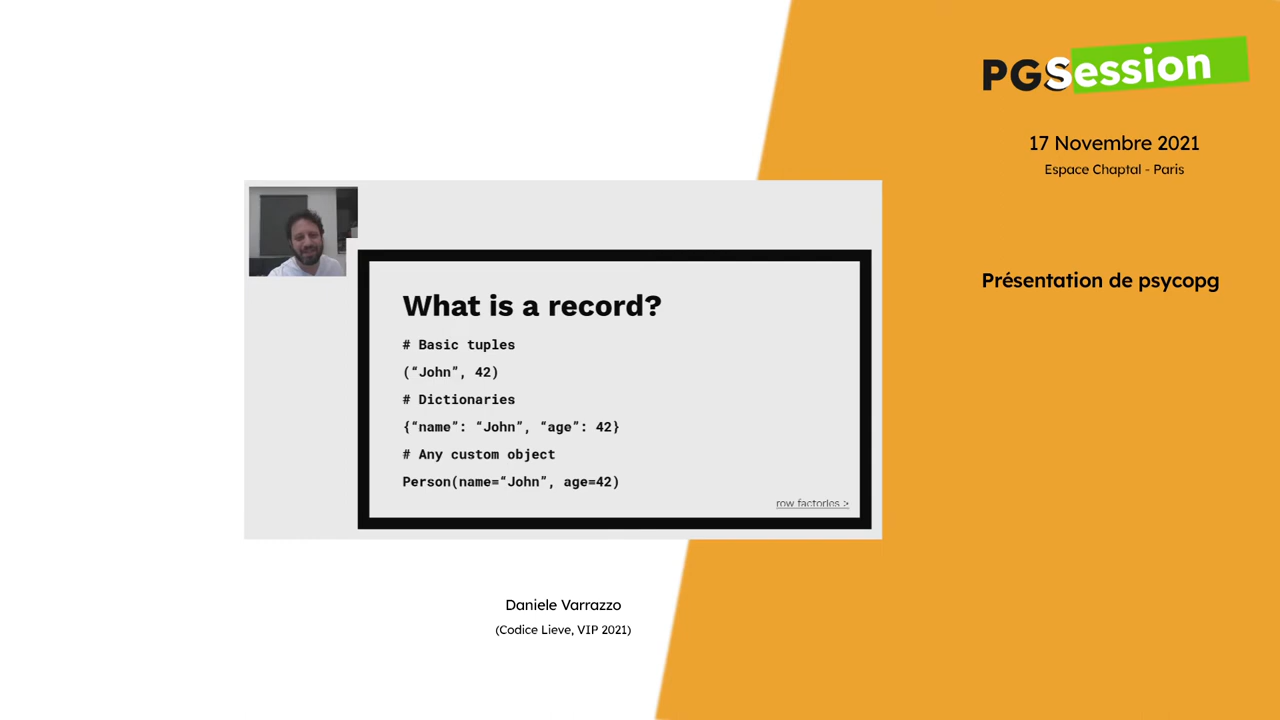 PGSession
17 Novembre 2021
Espace Chaptal - Paris
Présentation de psycopg
What is a record?
# Basic tuples
(“John”, 42)
# Dictionaries
{“name”: “John”, “age”: 42}
# Any custom object
Person(name=“John”, age=42)
row factories >
Daniele Varrazzo
(Codice Lieve, VIP 2021)